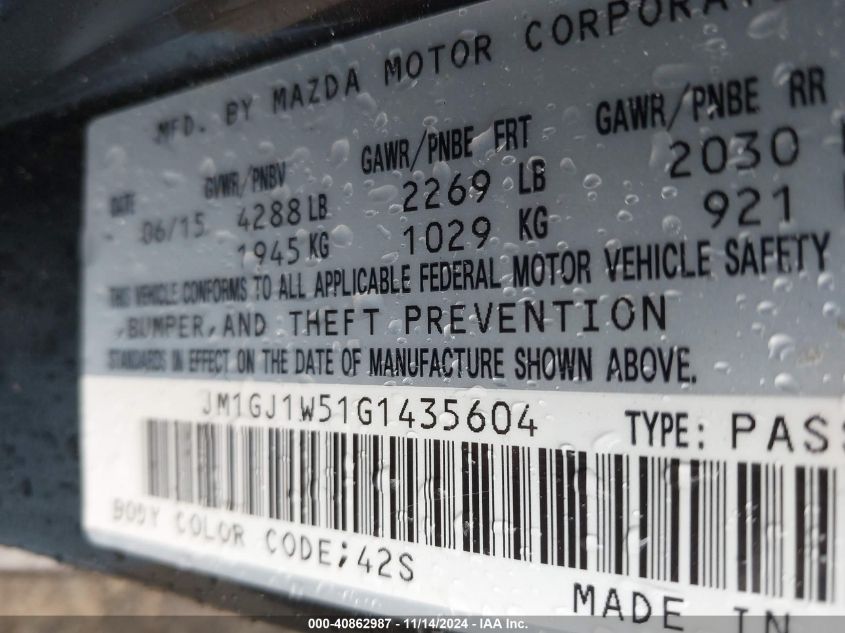 MFD. BY MAZDA MOTOR CORPORAT
DATE GVWR/PNBV GAWR/PNBE FRT GAWR/PNBE RR
06/15 4288 LB 2269 LB 2030
1945 KG 1029 KG 921
THIS VEHICLE CONFORMS TO ALL APPLICABLE FEDERAL MOTOR VEHICLE SAFETY
,BUMPER,AND THEFT PREVENTION
STANDARDS IN EFFECT ON THE DATE OF MANUFACTURE SHOWN ABOVE.
JM1GJ1W51G1435604 TYPE: PASS
BODY COLOR CODE;42S
MADE IN
000-40862987 - 11/14/2024 - IAA Inc.